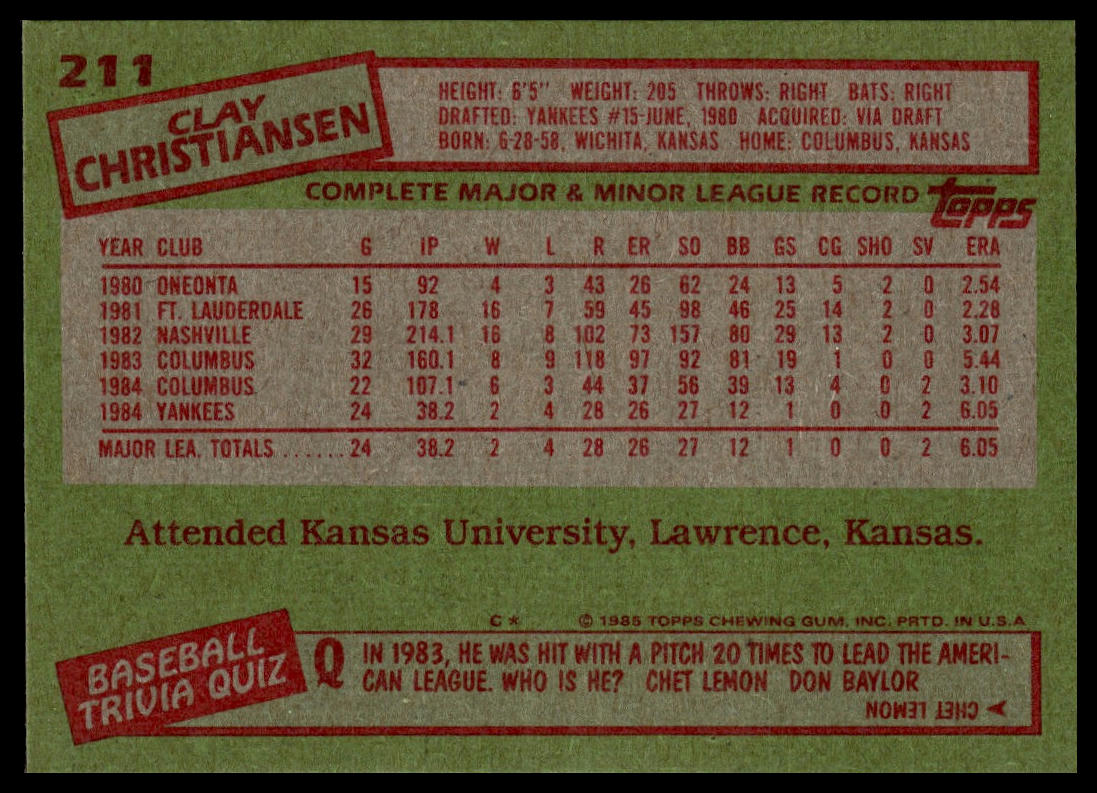 211
CLAY
CHRISTIANSEN
HEIGHT: 6'5" WEIGHT: 205 THROWS: RIGHT BATS: RIGHT
DRAFTED: YANKEES #15-JUNE, 1980 ACQUIRED: VIA DRAFT
BORN: 6-28-58, WICHITA, KANSAS HOME: COLUMBUS, KANSAS
COMPLETE MAJOR & MINOR LEAGUE RECORD topps
YEAR CLUB G IP W L R ER SO BB GS CG SHO SV ERA
1980 ONEONTA 15 92 4 3 43 26 62 24 13 5 2 0 2.54
1981 FT. LAUDERDALE 26 178 16 7 59 45 98 46 25 14 2 0 2.28
1982 NASHVILLE 29 214.1 16 8 102 73 157 80 29 13 2 0 3.07
1983 COLUMBUS 32 160.1 8 9 118 97 92 81 19 1 0 0 5.44
1984 COLUMBUS 22 107.1 6 3 44 37 56 39 13 4 0 2 3.10
1984 YANKEES 24 38.2 2 4 28 26 27 12 1 0 0 2 6.05
MAJOR LEA. TOTALS ...... 24 38.2 2 4 28 26 27 12 1 0 0 2 6.05
Attended Kansas University, Lawrence, Kansas.
C* © 1985 TOPPS CHEWING GUM, INC. PRTD. IN U.S.A
BASEBALL
TRIVIA QUIZ
Q IN 1983, HE WAS HIT WITH A PITCH 20 TIMES TO LEAD THE AMERI-
CAN LEAGUE. WHO IS HE? CHET LEMON DON BAYLOR
CHET LEMON